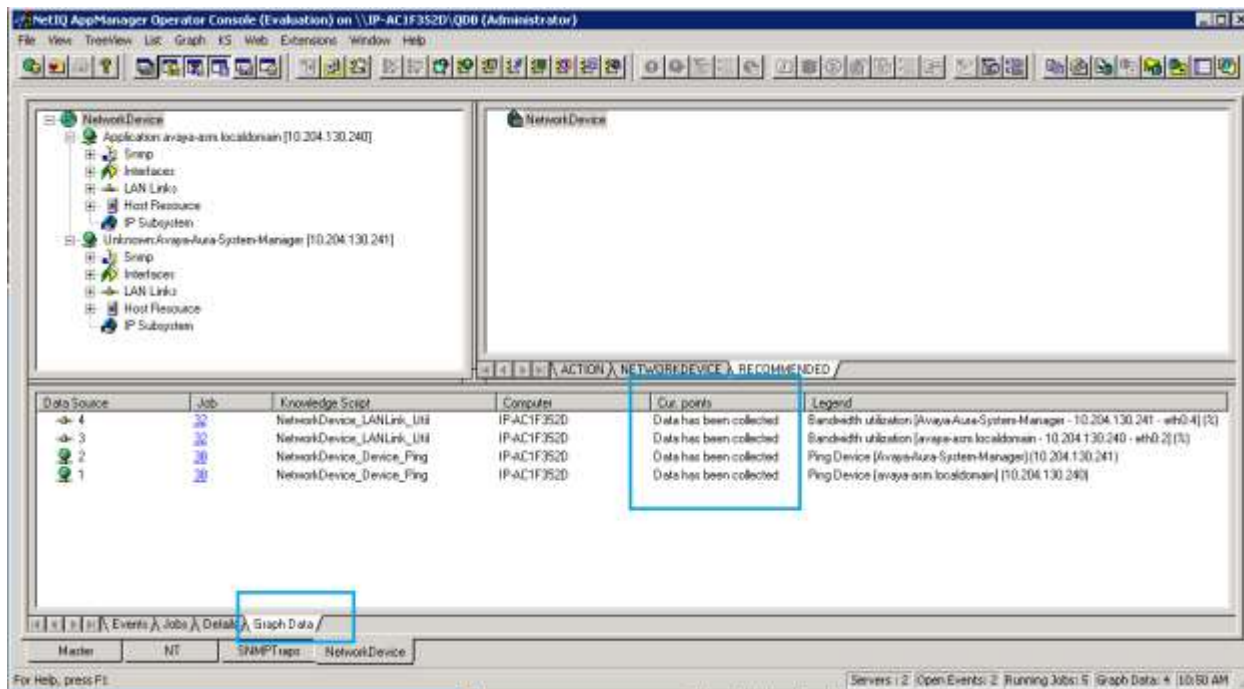 NetIQ AppManager Operator Console (Evaluation) on \\IP-AC1F352D\QDB (Administrator)
File View TreeView List Graph KS Web Extensions Window Help
NetworkDevice
Application:avaya-asm.localdomain [10.204.130.240]
Snmp
Interfaces
LAN Links
Host Resource
IP Subsystem
Unknown:Avaya-Aura-System-Manager [10.204.130.241]
Snmp
Interfaces
LAN Links
Host Resource
IP Subsystem
NetworkDevice
ACTION NETWORKDEVICE RECOMMENDED
Data Source Job Knowledge Script Computer Cur. points Legend
4 32 NetworkDevice_LANLink_Util IP-AC1F352D Data has been collected Bandwidth utilization [Avaya-Aura-System-Manager - 10.204.130.241 - eth0:4] (%)
3 32 NetworkDevice_LANLink_Util IP-AC1F352D Data has been collected Bandwidth utilization [avaya-asm.localdomain - 10.204.130.240 - eth0:2] (%)
2 30 NetworkDevice_Device_Ping IP-AC1F352D Data has been collected Ping Device [Avaya-Aura-System-Manager] (10.204.130.241)
1 30 NetworkDevice_Device_Ping IP-AC1F352D Data has been collected Ping Device [avaya-asm.localdomain] (10.204.130.240)
Events Jobs Details Graph Data
Master NT SNMPTraps NetworkDevice
For Help, press F1 Servers : 2 Open Events: 2 Running Jobs: 5 Graph Data: 4 10:50 AM